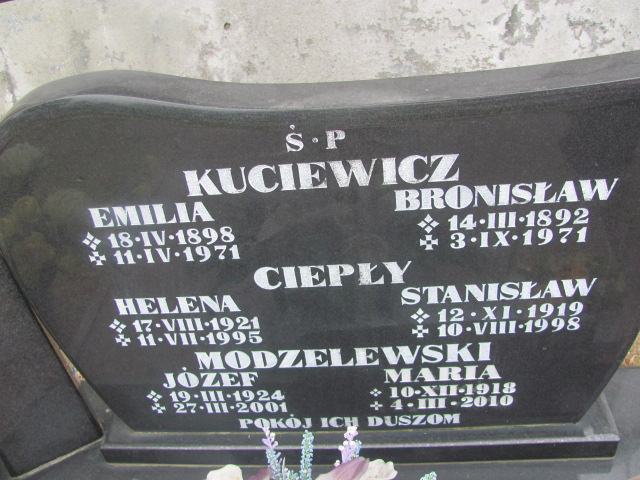 Ś·P
KUCIEWICZ
EMILIA BRONISŁAW
18·IV·1898 14·III·1892
11·IV·1971 3·IX·1971
CIEPŁY
HELENA STANISŁAW
17·VIII·1921 12·XI·1919
11·VII·1995 10·VIII·1998
MODZELEWSKI
JÓZEF MARIA
19·III·1924 10·XII·1918
27·III·2001 4·III·2010
POKÓJ ICH DUSZOM